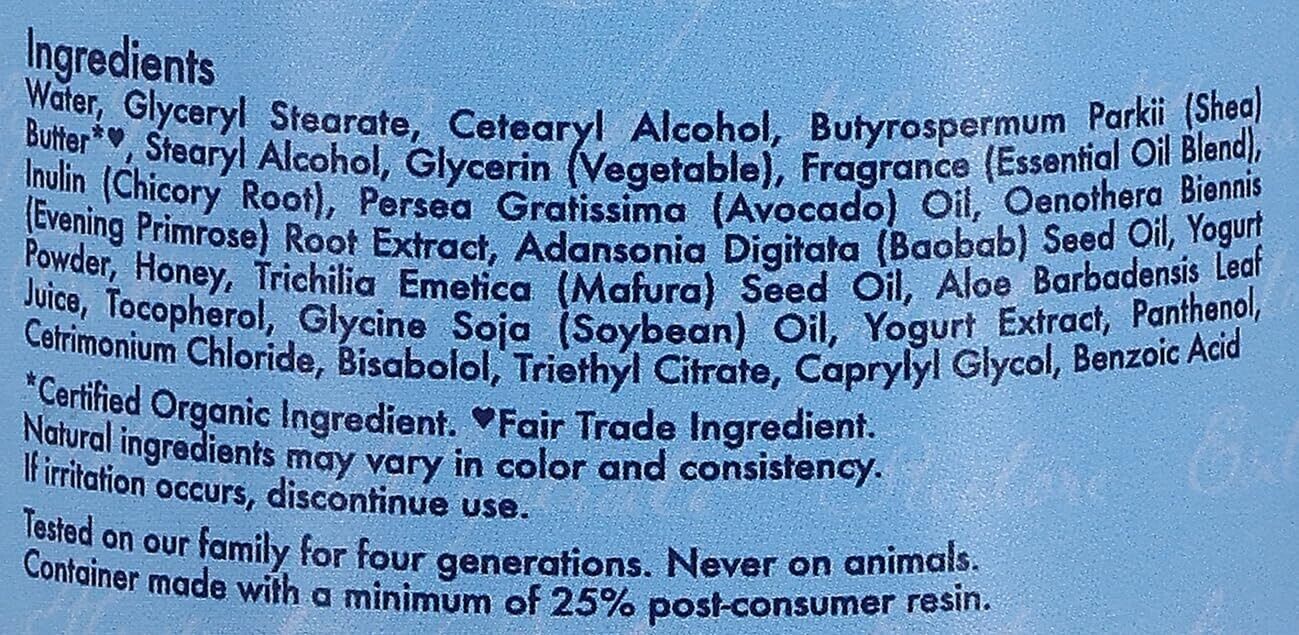 Ingredients
Water, Glyceryl Stearate, Cetearyl Alcohol, Butyrospermum Parkii (Shea)
Butter*♥, Stearyl Alcohol, Glycerin (Vegetable), Fragrance (Essential Oil Blend),
Inulin (Chicory Root), Persea Gratissima (Avocado) Oil, Oenothera Biennis
(Evening Primrose) Root Extract, Adansonia Digitata (Baobab) Seed Oil, Yogurt
Powder, Honey, Trichilia Emetica (Mafura) Seed Oil, Aloe Barbadensis Leaf
Juice, Tocopherol, Glycine Soja (Soybean) Oil, Yogurt Extract, Panthenol,
Cetrimonium Chloride, Bisabolol, Triethyl Citrate, Caprylyl Glycol, Benzoic Acid
*Certified Organic Ingredient. ♥Fair Trade Ingredient.
Natural ingredients may vary in color and consistency.
If irritation occurs, discontinue use.
Tested on our family for four generations. Never on animals.
Container made with a minimum of 25% post-consumer resin.